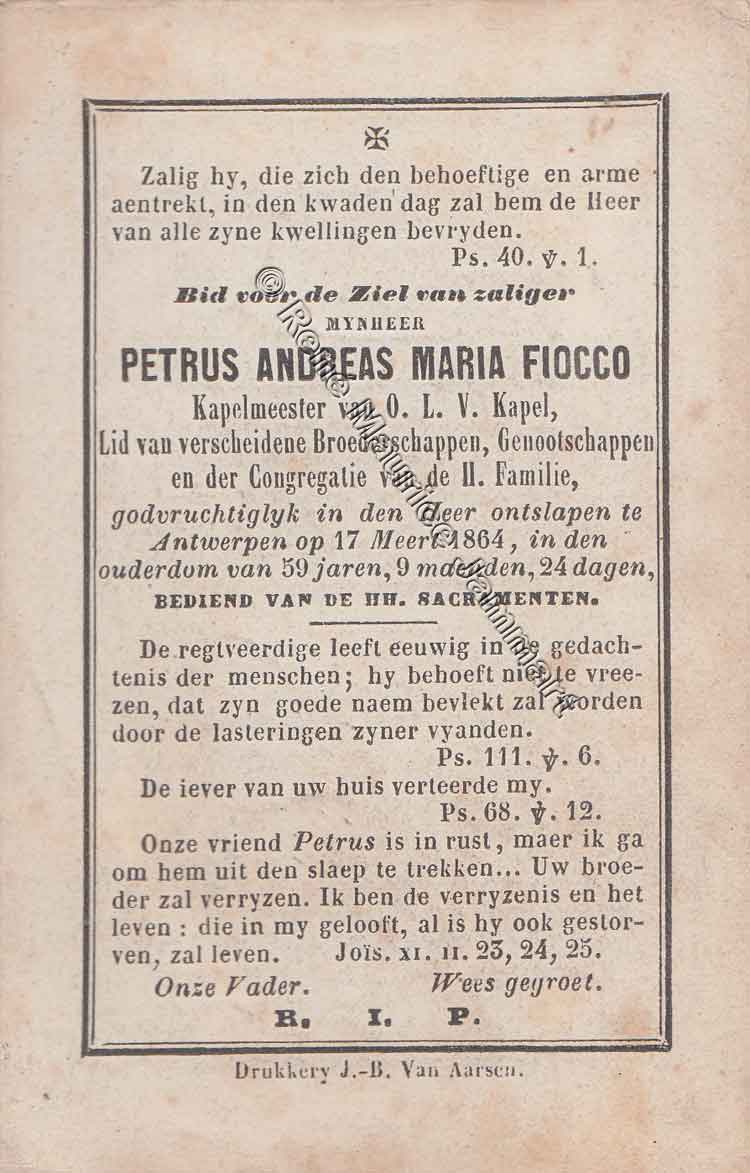 ✠
Zalig hy, die zich den behoeftige en arme
aentrekt, in den kwaden dag zal hem de Heer
van alle zyne kwellingen bevryden.
Ps. 40. ℣. 1.
Bid voor de Ziel van zaliger
MYNHEER
PETRUS ANDREAS MARIA FIOCCO
Kapelmeester van O. L. V. Kapel,
Lid van verscheidene Broederschappen, Genootschappen
en der Congregatie van de H. Familie,
godvruchtiglyk in den Heer ontslapen te
Antwerpen op 17 Meert 1864, in den
ouderdom van 59 jaren, 9 maenden, 24 dagen,
BEDIEND VAN DE HH. SACRAMENTEN.
De regtveerdige leeft eeuwig in de gedach-
tenis der menschen; hy behoeft niet te vree-
zen, dat zyn goede naem bevlekt zal worden
door de lasteringen zyner vyanden.
Ps. 111. ℣. 6.
De iever van uw huis verteerde my.
Ps. 68. ℣. 12.
Onze vriend Petrus is in rust, maer ik ga
om hem uit den slaep te trekken... Uw broe-
der zal verryzen. Ik ben de verryzenis en het
leven : die in my gelooft, al is hy ook gestor-
ven, zal leven. Joïs. XI. 11. 23, 24, 25.
Onze Vader. Wees gegroet.
R. I. P.
Drukkery J.-B. Van Aarsen.